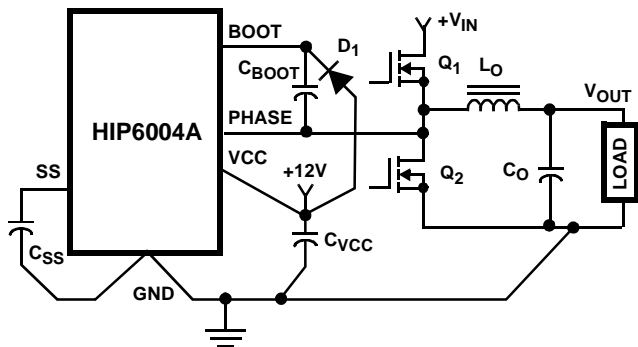 BOOT
D1
+VIN
CBOOT
Q1
LO
VOUT
PHASE
HIP6004A
VCC
SS
+12V
Q2
CO
LOAD
CSS
CVCC
GND